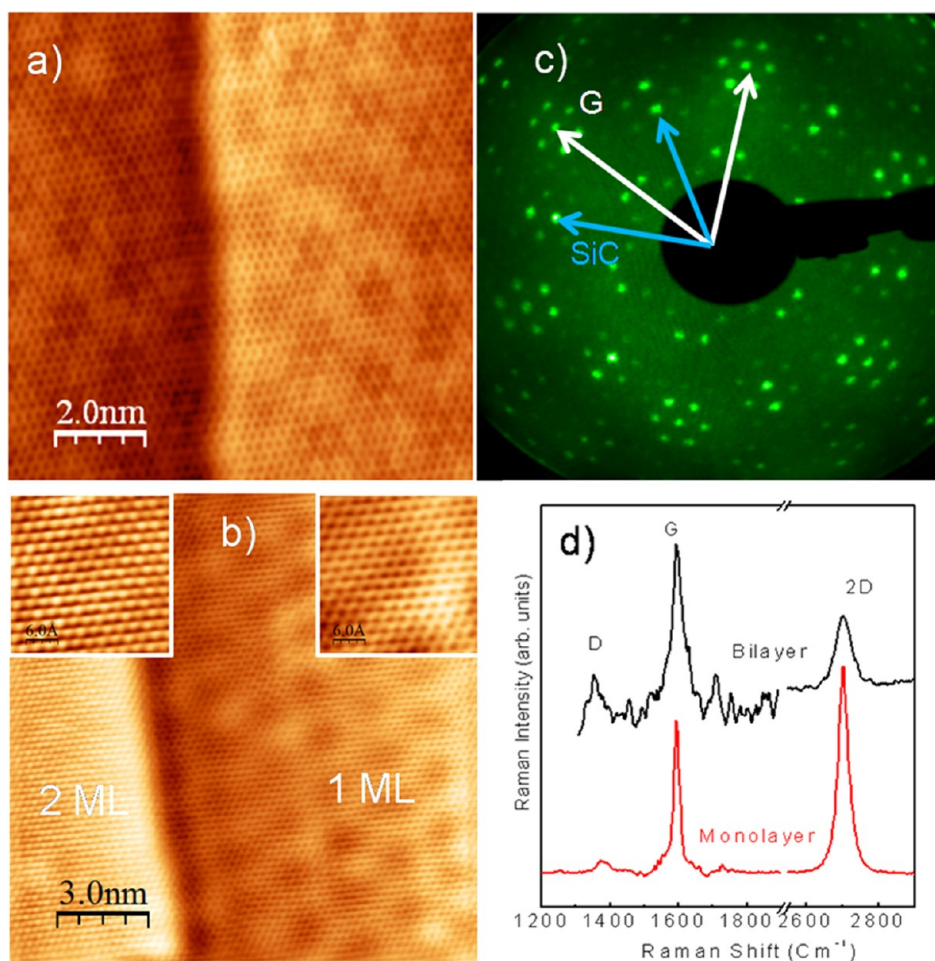 a)
2.0nm
c)
G
SiC
b)
6.0Å
6.0Å
2 ML
1 ML
3.0nm
d)
G
D
2D
Bilayer
Monolayer
Raman Intensity (arb. units)
1200 1400 1600 1800 2600 2800
Raman Shift (Cm⁻¹)